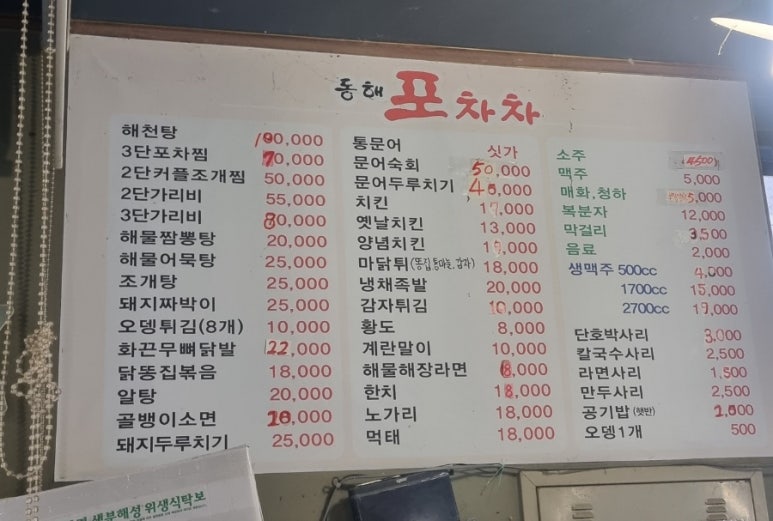 동해 포차차
해천탕 100,000
3단포차찜 70,000
2단커플조개찜 50,000
2단가리비 55,000
3단가리비 80,000
해물짬뽕탕 20,000
해물어묵탕 25,000
조개탕 25,000
돼지짜박이 25,000
오뎅튀김(8개) 10,000
화끈무뼈닭발 22,000
닭똥집볶음 18,000
알탕 20,000
골뱅이소면 20,000
돼지두루치기 25,000
통문어 싯가
문어숙회 50,000
문어두루치기 40,000
치킨
옛날치킨 13,000
양념치킨
마닭튀(똥집,통마늘,감자) 18,000
냉채족발 20,000
감자튀김 10,000
황도 8,000
계란말이 10,000
해물해장라면 8,000
한치 18,000
노가리 18,000
먹태 18,000
소주 4500
맥주 5,000
매화,청하 5,000
복분자 12,000
막걸리 3,500
음료 2,000
생맥주 500cc 4,000
1700cc 15,000
2700cc 19,000
단호박사리 3,000
칼국수사리 2,500
라면사리 1,500
만두사리 2,500
공기밥(햇반)
오뎅1개 500
생부해성 위생식탁보